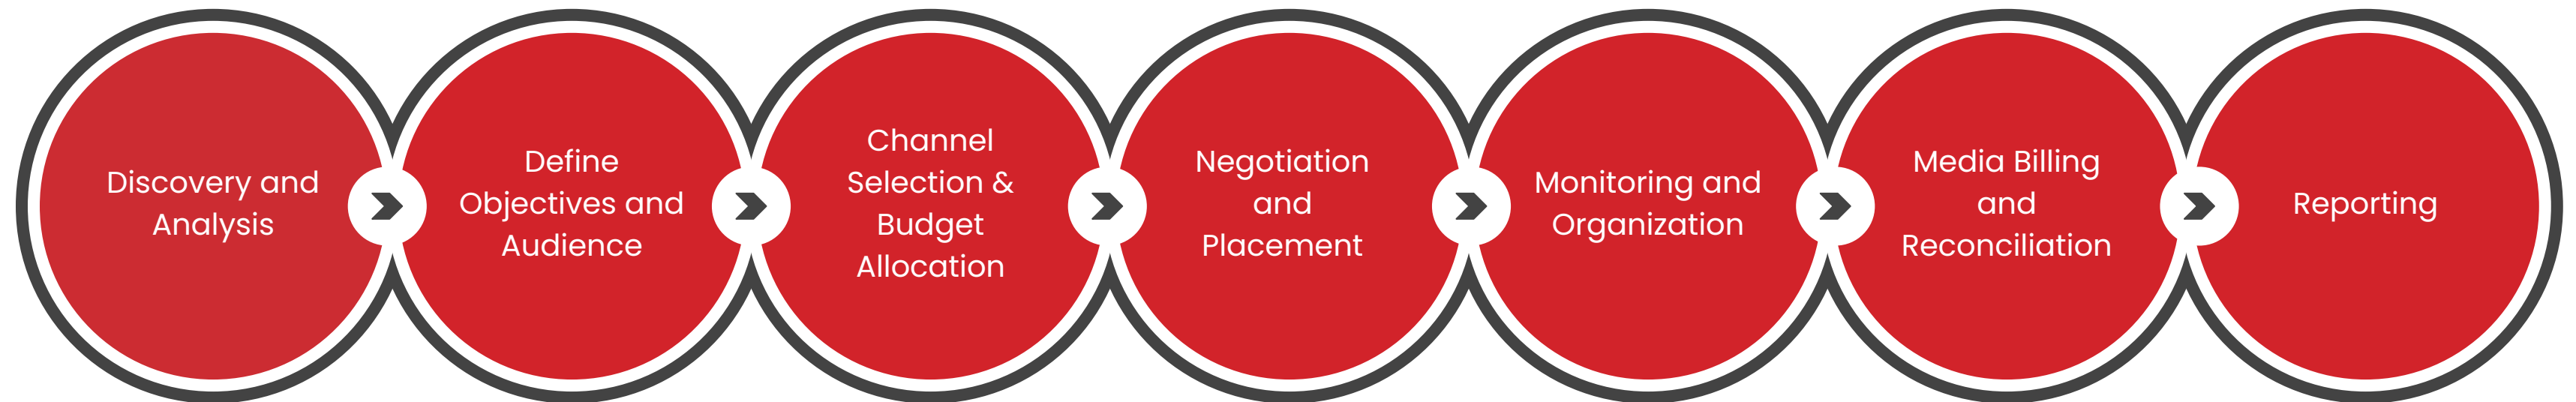 Discovery and
Analysis
Define
Objectives and
Audience
Channel
Selection &
Budget
Allocation
Negotiation
and
Placement
Monitoring and
Organization
Media Billing
and
Reconciliation
Reporting